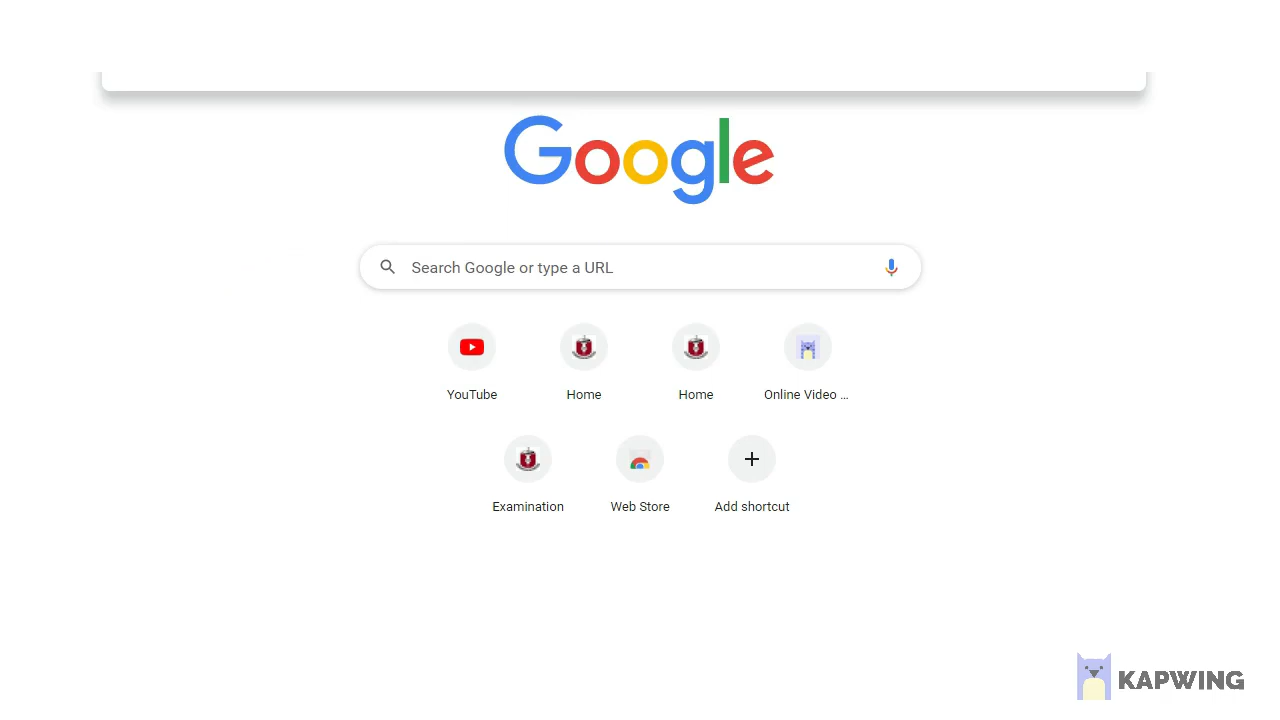 Google
Search Google or type a URL
YouTube
Home
Home
Online Video ...
Examination
Web Store
Add shortcut
KAPWING